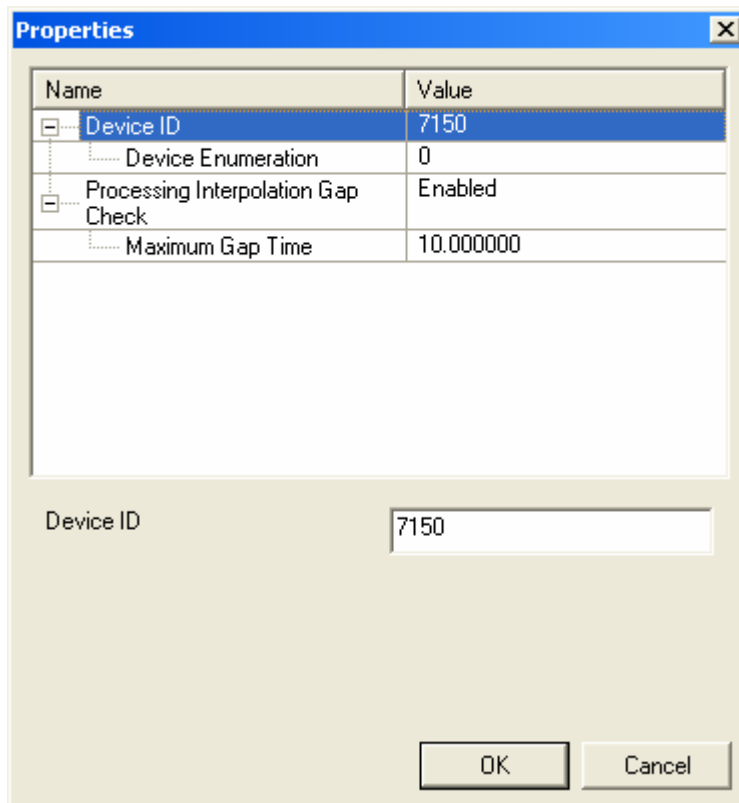 Properties
Name Value
Device ID 7150
Device Enumeration 0
Processing Interpolation Gap Enabled
Check
Maximum Gap Time 10.000000
Device ID 7150
OK Cancel